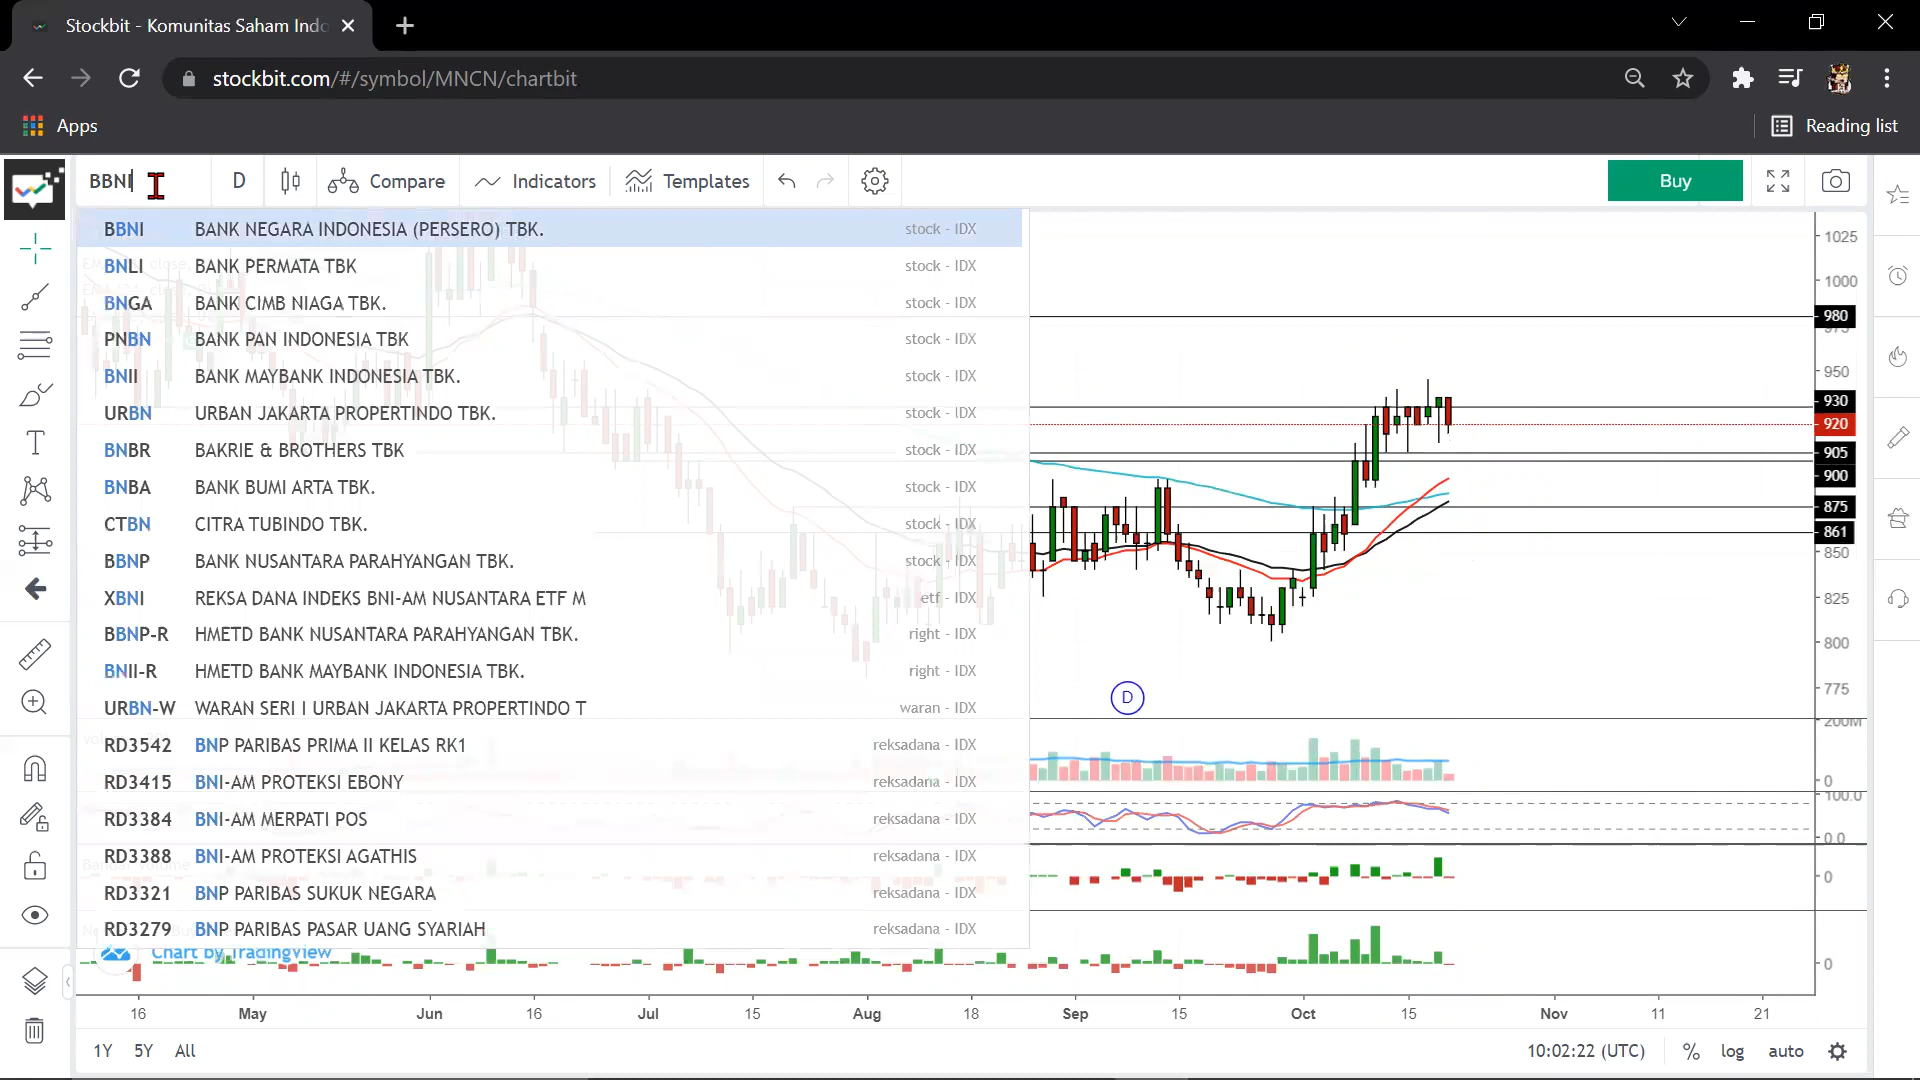 Stockbit - Komunitas Saham Indo
stockbit.com/#/symbol/MNCN/chartbit
Apps
Reading list
BBNI D Compare Indicators Templates Buy
BBNI BANK NEGARA INDONESIA (PERSERO) TBK. stock - IDX
BNLI BANK PERMATA TBK stock - IDX
BNGA BANK CIMB NIAGA TBK. stock - IDX
PNBN BANK PAN INDONESIA TBK stock - IDX
BNII BANK MAYBANK INDONESIA TBK. stock - IDX
URBN URBAN JAKARTA PROPERTINDO TBK. stock - IDX
BNBR BAKRIE & BROTHERS TBK stock - IDX
BNBA BANK BUMI ARTA TBK. stock - IDX
CTBN CITRA TUBINDO TBK. stock - IDX
BBNP BANK NUSANTARA PARAHYANGAN TBK. stock - IDX
XBNI REKSA DANA INDEKS BNI-AM NUSANTARA ETF M etf - IDX
BBNP-R HMETD BANK NUSANTARA PARAHYANGAN TBK. right - IDX
BNII-R HMETD BANK MAYBANK INDONESIA TBK. right - IDX
URBN-W WARAN SERI I URBAN JAKARTA PROPERTINDO T waran - IDX
RD3542 BNP PARIBAS PRIMA II KELAS RK1 reksadana - IDX
RD3415 BNI-AM PROTEKSI EBONY reksadana - IDX
RD3384 BNI-AM MERPATI POS reksadana - IDX
RD3388 BNI-AM PROTEKSI AGATHIS reksadana - IDX
RD3321 BNP PARIBAS SUKUK NEGARA reksadana - IDX
RD3279 BNP PARIBAS PASAR UANG SYARIAH reksadana - IDX
Chart by TradingView
1025
1000
980
975
950
930
920
905
900
875
861
850
825
800
775
D
200M
0
100.0
0.0
0
0
16 May Jun 16 Jul 15 Aug 18 Sep 15 Oct 15 Nov 11 21
1Y 5Y All 10:02:22 (UTC) % log auto